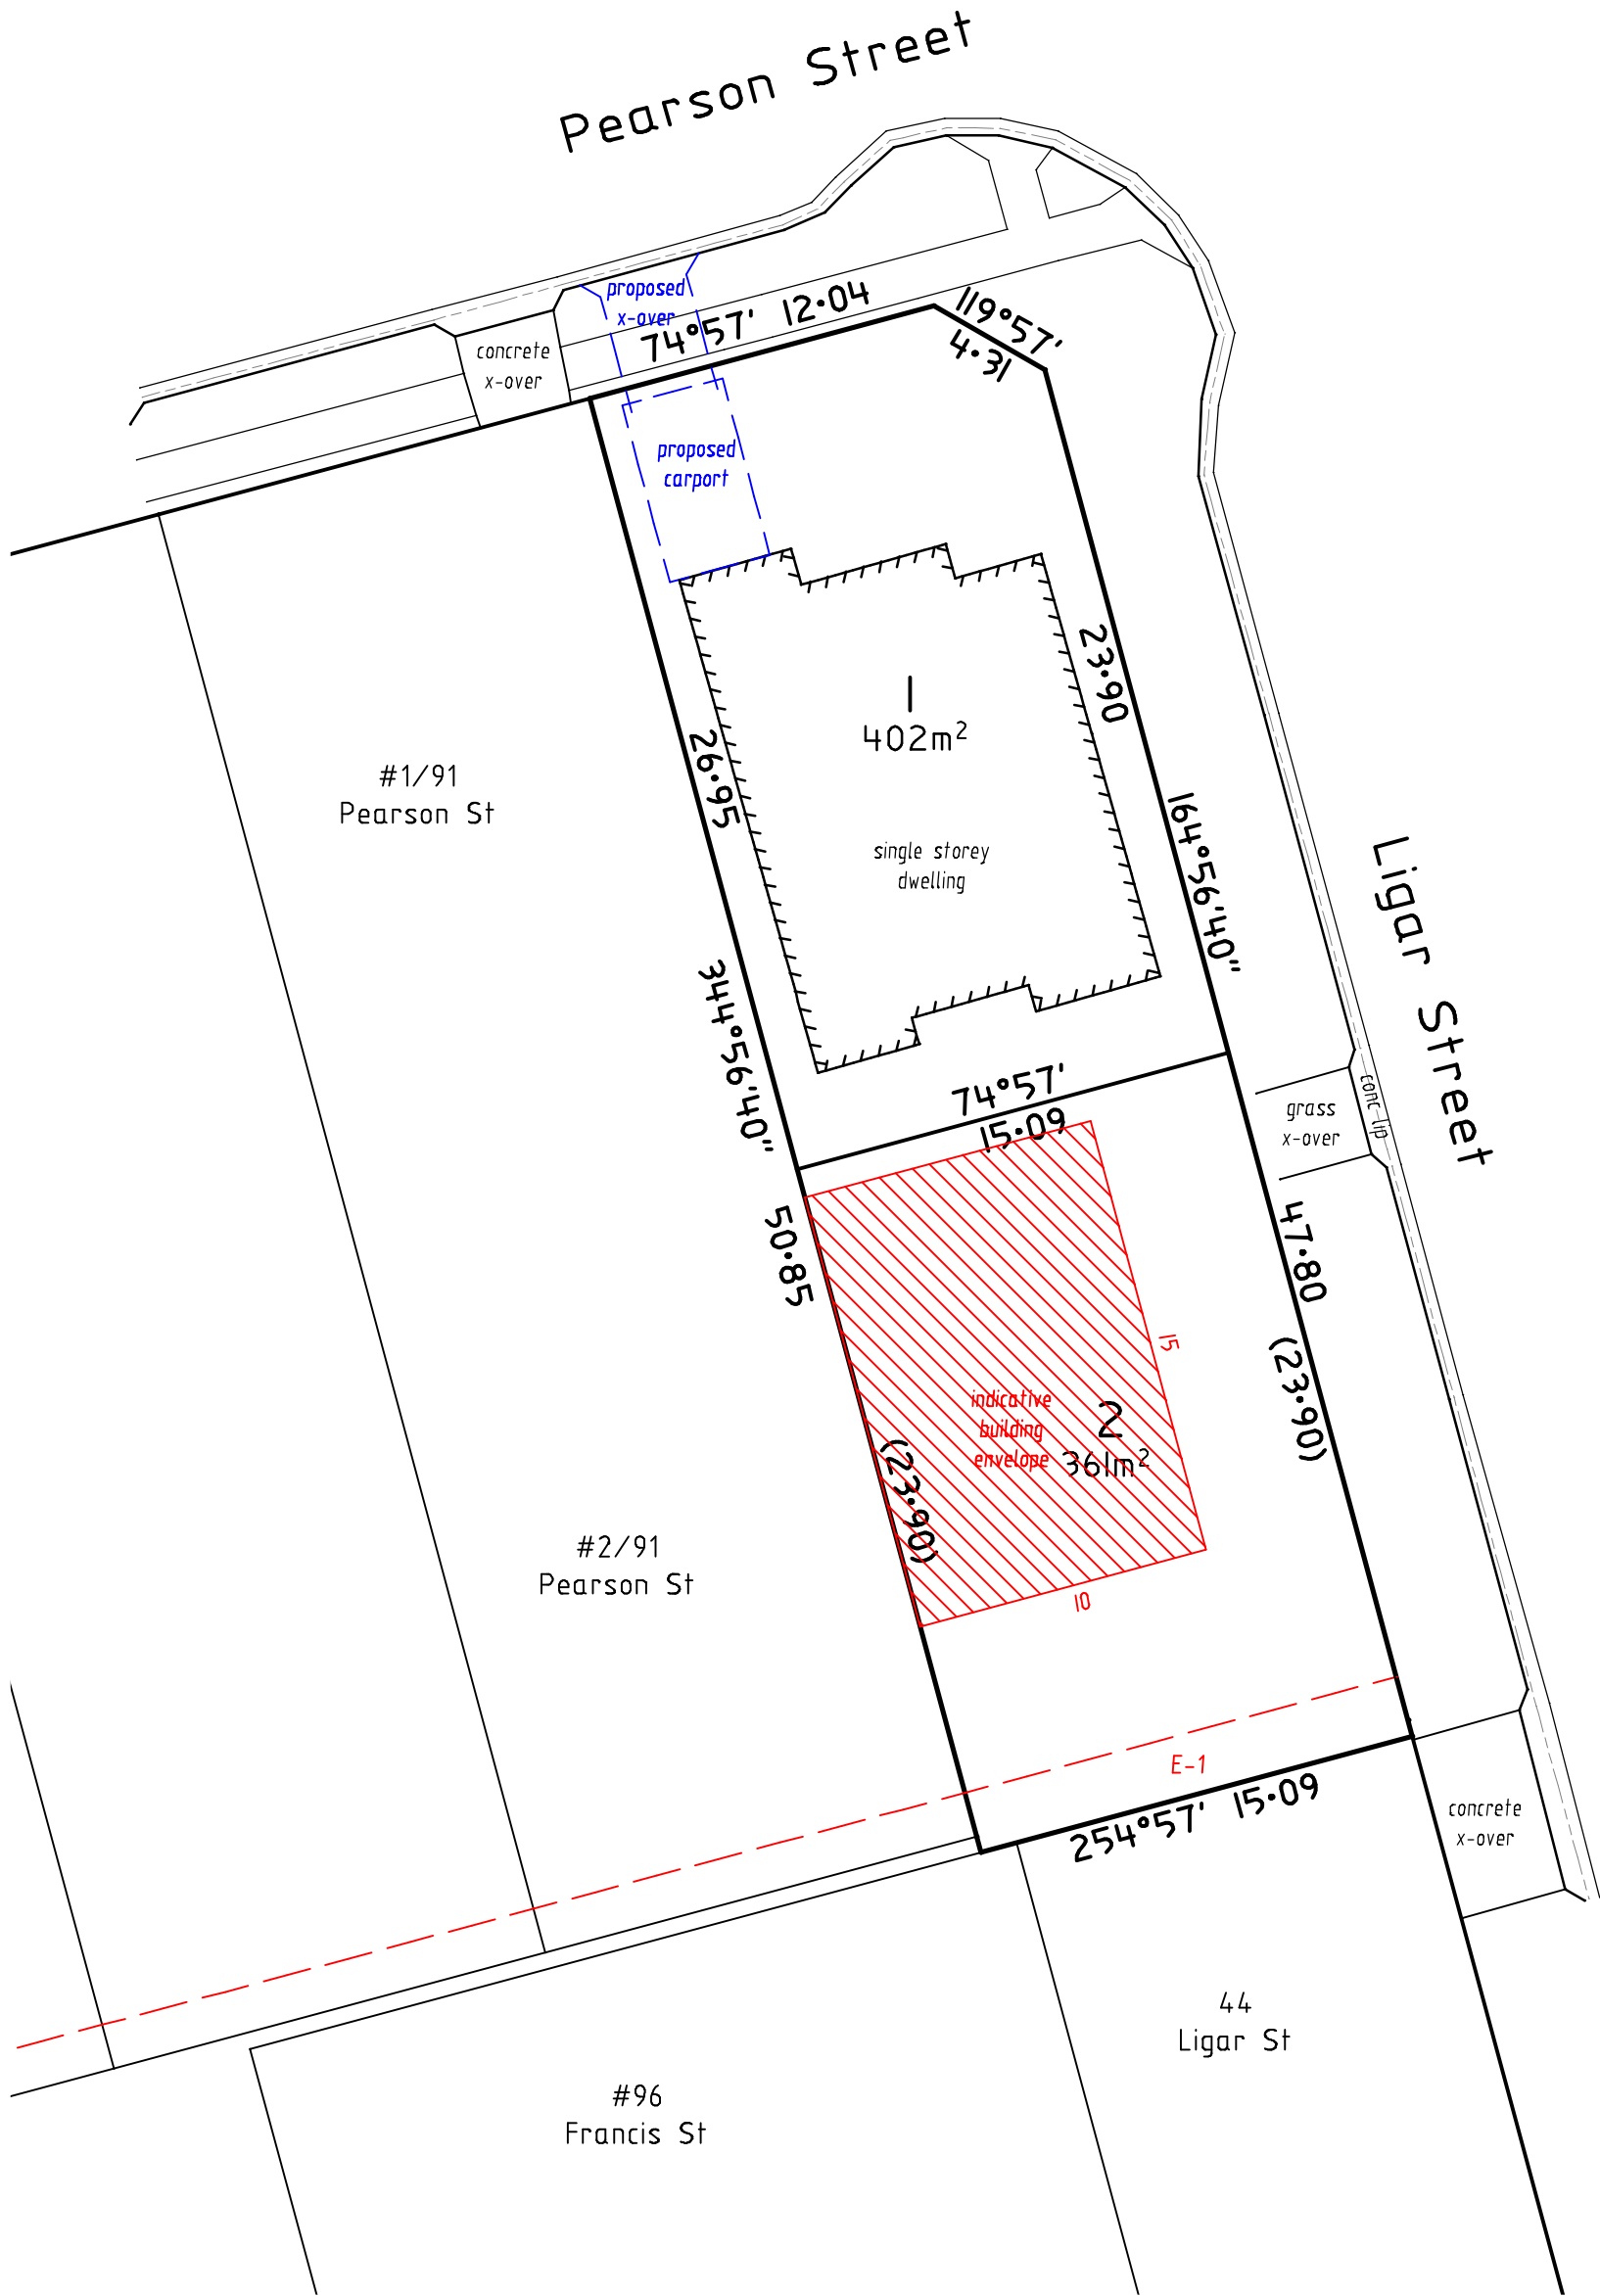 Pearson Street
proposed
x-over
74°57' 12·04
119°57'
4·31
concrete
x-over
proposed
carport
23·90
1
402m²
26·95
#1/91
Pearson St
single storey
dwelling
164°56'40"
Ligar Street
344°56'40"
74°57'
15·09
grass
x-over
conc lip
50·85
47·80
15
(23·90)
indicative
building
envelope
2
361m²
(23·90)
#2/91
Pearson St
10
E-1
254°57' 15·09
concrete
x-over
44
Ligar St
#96
Francis St